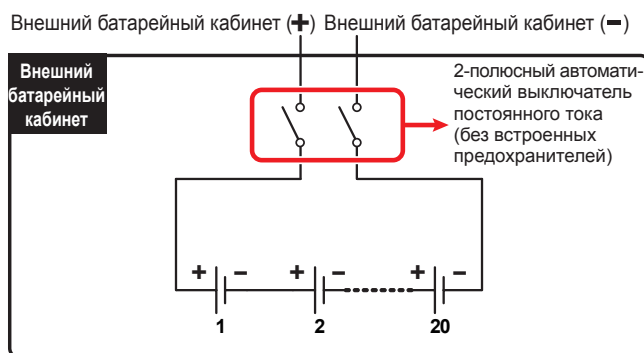 Внешний батарейный кабинет (+) Внешний батарейный кабинет (−)
Внешний
батарейный
кабинет
2-полюсный автомати-
ческий выключатель
постоянного тока
(без встроенных
предохранителей)
+ − + − + −
1 2 20